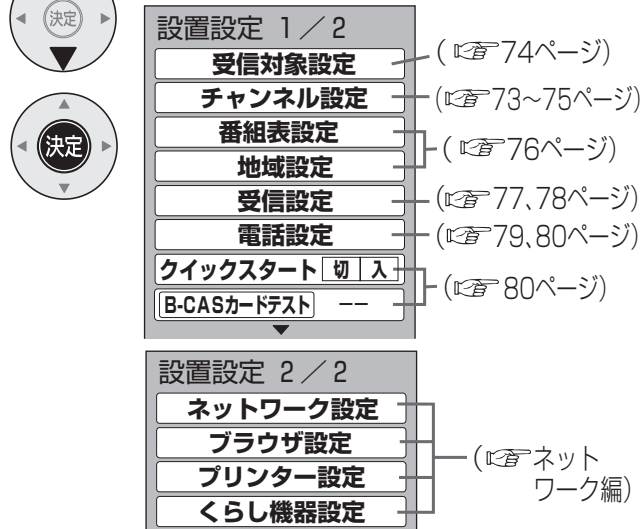 決定
決定
設置設定 1／2
受信対象設定 (☞74ページ)
チャンネル設定 (☞73~75ページ)
番組表設定
地域設定 (☞76ページ)
受信設定 (☞77、78ページ)
電話設定 (☞79、80ページ)
クイックスタート 切 入
B-CASカードテスト －－ (☞80ページ)
設置設定 2／2
ネットワーク設定
ブラウザ設定
プリンター設定
くらし機器設定
(☞ネット
ワーク編)